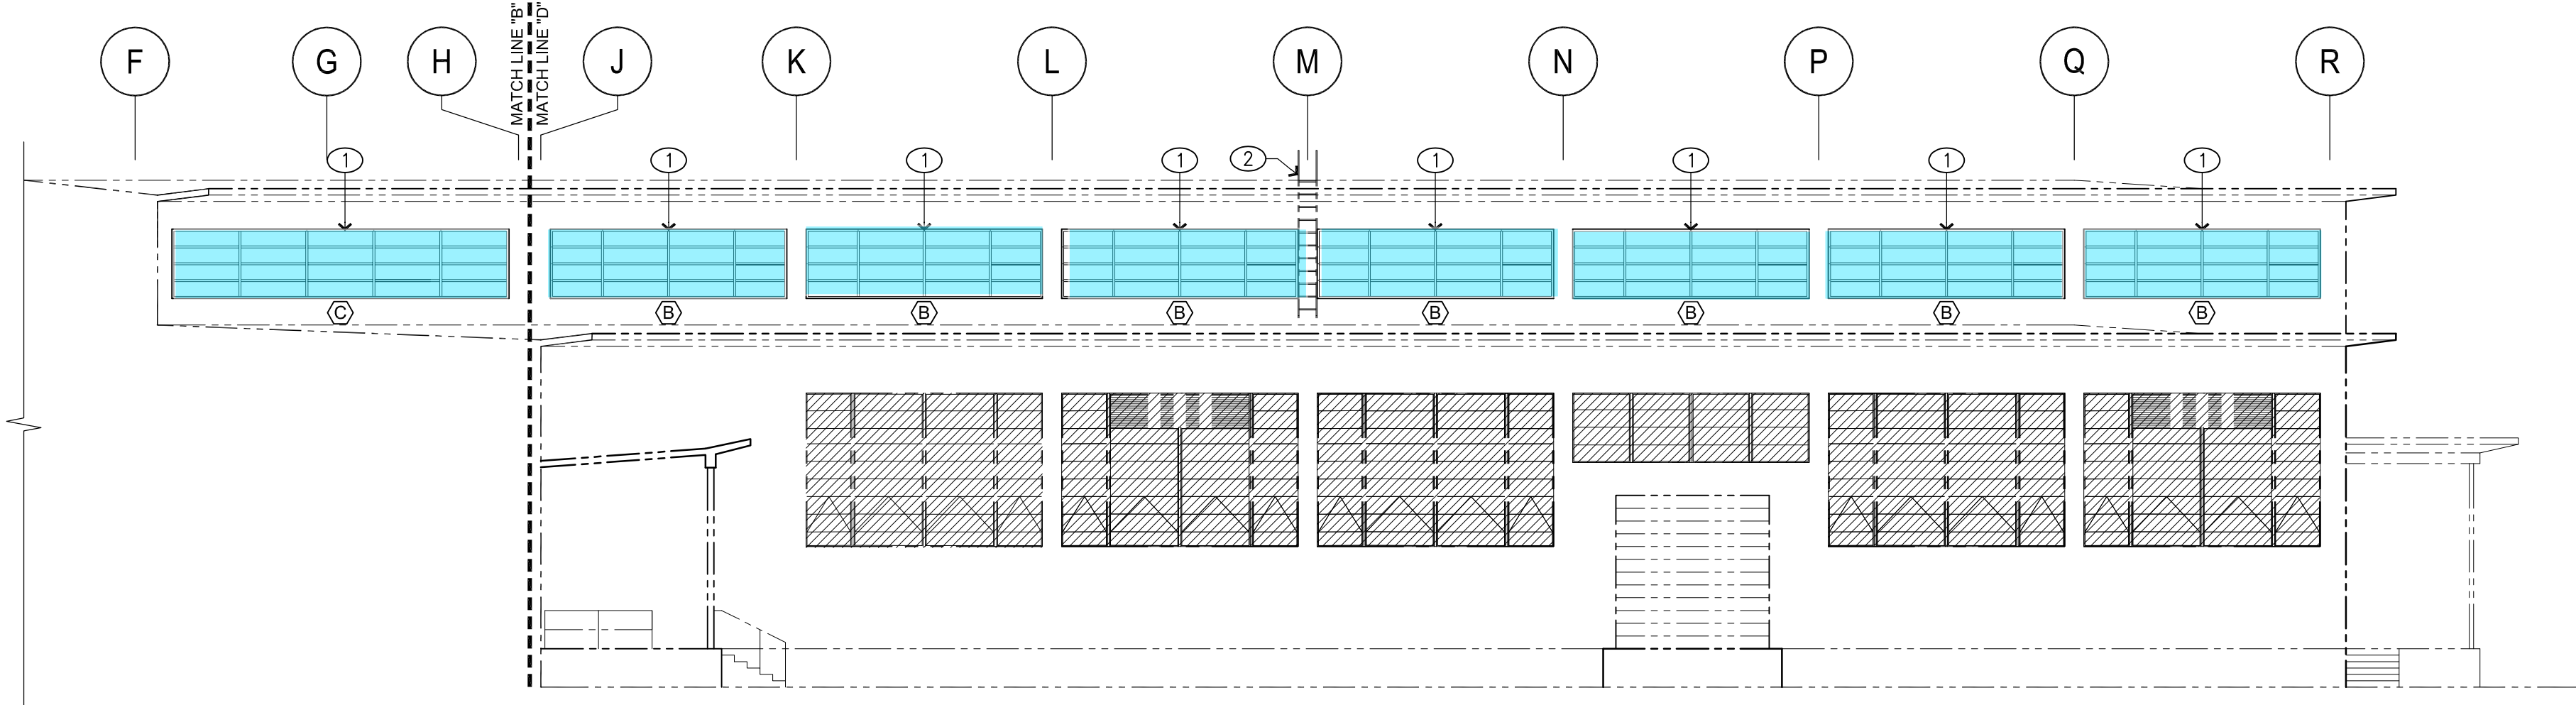 MATCH LINE "B"
MATCH LINE "D"
F G H J K L M N P Q R
1 1 1 1 2 1 1 1 1
C B B B B B B B